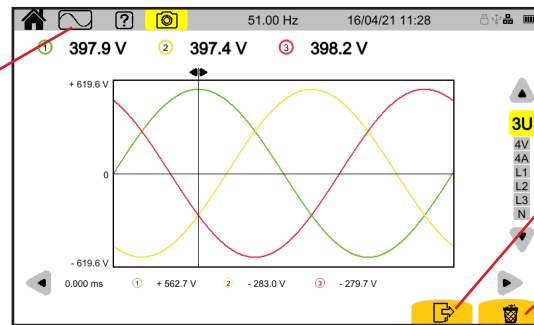 ? 51.00 Hz 16/04/21 11:28
1 397.9 V 2 397.4 V 3 398.2 V
+ 619.6 V
0
- 619.6 V
3U
4V
4A
L1
L2
L3
N
0.000 ms 1 + 562.7 V 2 - 283.0 V 3 - 279.7 V